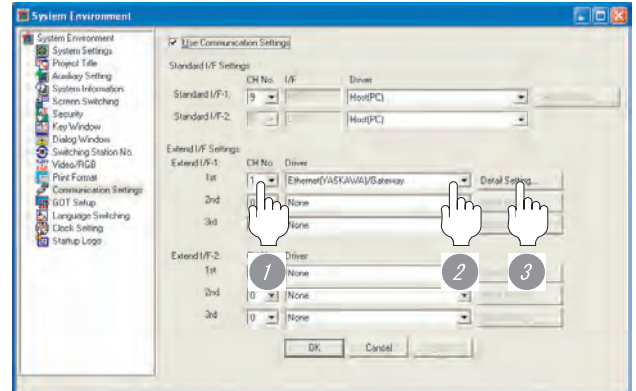 System Environment
System Environment
System Settings
Project Title
Auxiliary Setting
System Information
Screen Switching
Security
Key Window
Dialog Window
Switching Station No.
Video/RGB
Print Format
Communication Settings
GOT Setup
Language Switching
Clock Setting
Startup Logo
Use Communication Settings
Standard I/F Settings
CH No. I/F Driver
Standard I/F-1: 9 Host(PC)
Standard I/F-2: Host(PC)
Extend I/F Settings
Extend I/F-1: CH No. Driver
1st 1 Ethernet(YASKAWA)/Gateway Detail Setting...
2nd 0 None
3rd None
Extend I/F-2: Driver
1st None
2nd 0 None
3rd 0 None
OK Cancel
1 2 3